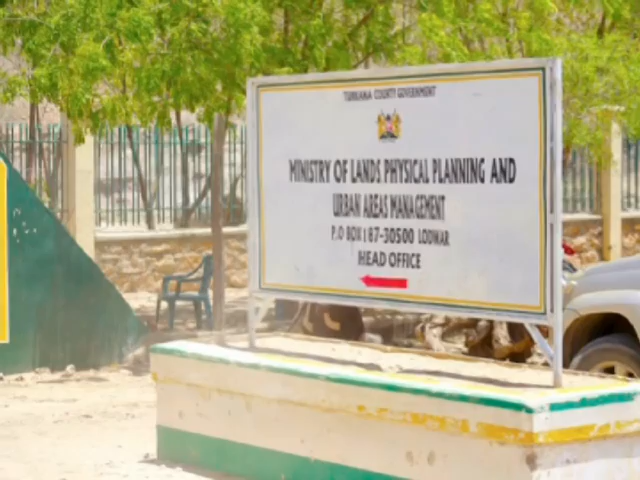 TURKANA COUNTY GOVERNMENT
MINISTRY OF LANDS PHYSICAL PLANNING AND
URBAN AREAS MANAGEMENT
P.O BOX 187-30500 LODWAR
HEAD OFFICE